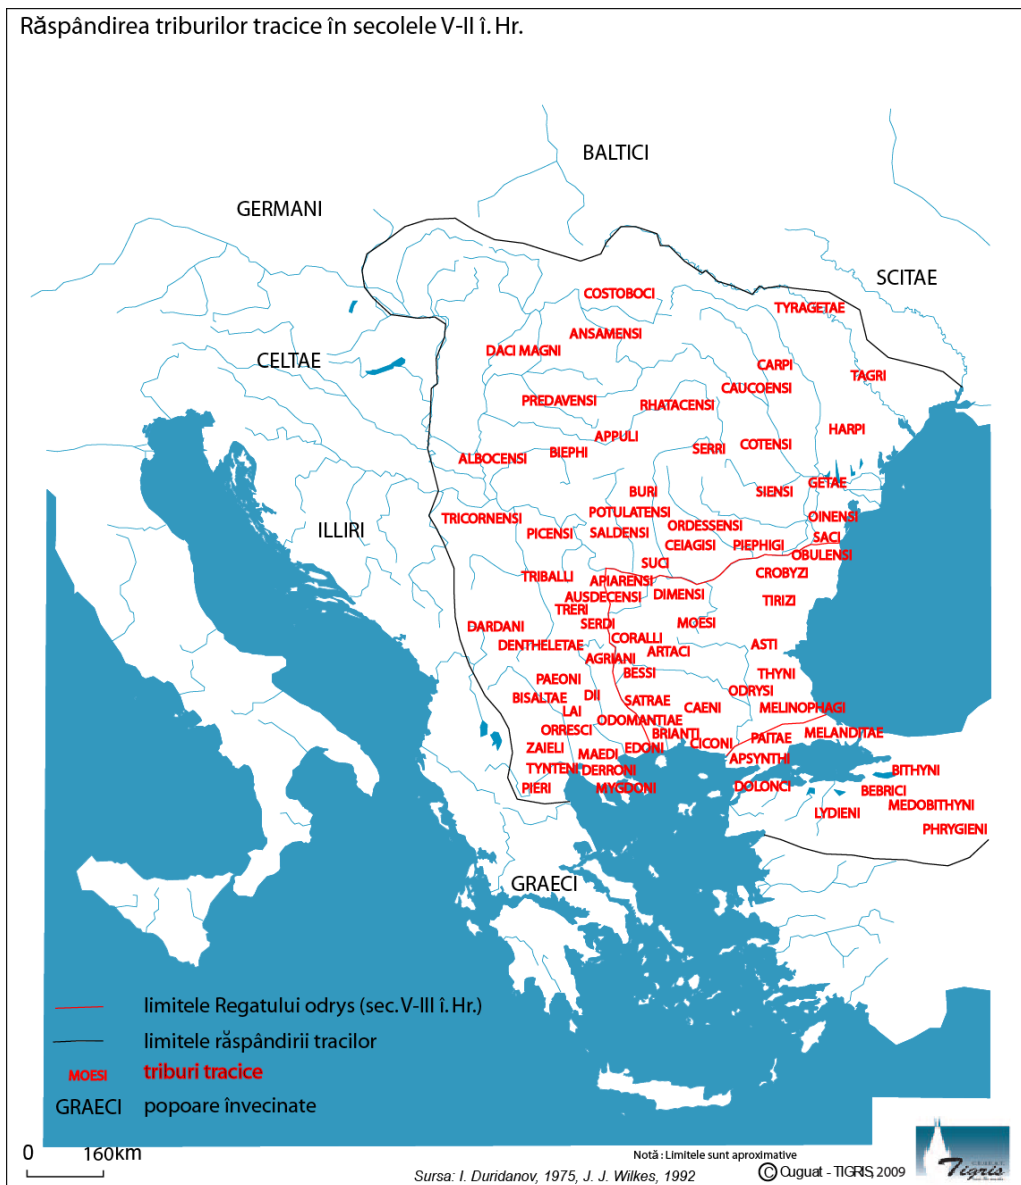 Răspândirea triburilor tracice în secolele V-II î. Hr.
BALTICI
GERMANI
SCITAE
COSTOBOCI
TYRAGETAE
ANSAMENSI
DACI MAGNI
CELTAE
CARPI
TAGRI
CAUCOENSI
PREDAVENSI
RHATACENSI
HARPI
APPULI
COTENSI
SERRI
BIEPHI
ALBOCENSI
GETAE
BURI
SIENSI
POTULATENSI
OINENSI
TRICORNENSI
ORDESSENSI
ILLIRI
PICENSI
SALDENSI
SACI
CEIAGISI
PIEPHIGI
OBULENSI
SUCI
CROBYZI
TRIBALLI
APIARENSI
AUSDECENSI
DIMENSI
TIRIZI
TRERI
SERDI
MOESI
DARDANI
CORALLI
DENTHELETAE
ARTACI
ASTI
AGRIANI
BESSI
THYNI
PAEONI
ODRYSI
BISALTAE
DII
SATRAE
CAENI
MELINOPHAGI
LAI
ODOMANTIAE
ORRESCI
BRIANTI
MELANDITAE
PAITAE
CICONI
ZAIELI
MAEDI
EDONI
APSYNTHI
TYNTENI
DERRONI
BITHYNI
PIERI
MYGDONI
DOLONCI
BEBRICI
MEDOBITHYNI
LYDIENI
PHRYGIENI
GRAECI
limitele Regatului odrys (sec. V-III î. Hr.)
limitele răspândirii tracilor
MOESI triburi tracice
GRAECI popoare învecinate
0 160km
Notă : Limitele sunt aproximative
Sursa: I. Duridanov, 1975, J. J. Wilkes, 1992
© Cuguat - TIGRIS, 2009
Tigris